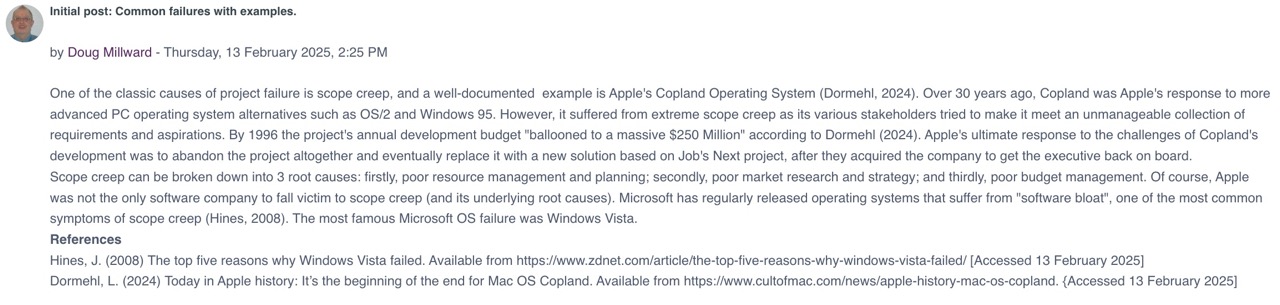 Initial post: Common failures with examples.
by Doug Millward - Thursday, 13 February 2025, 2:25 PM
One of the classic causes of project failure is scope creep, and a well-documented  example is Apple's Copland Operating System (Dormehl, 2024). Over 30 years ago, Copland was Apple's response to more
advanced PC operating system alternatives such as OS/2 and Windows 95. However, it suffered from extreme scope creep as its various stakeholders tried to make it meet an unmanageable collection of
requirements and aspirations. By 1996 the project's annual development budget "ballooned to a massive $250 Million" according to Dormehl (2024). Apple's ultimate response to the challenges of Copland's
development was to abandon the project altogether and eventually replace it with a new solution based on Job's Next project, after they acquired the company to get the executive back on board.
Scope creep can be broken down into 3 root causes: firstly, poor resource management and planning; secondly, poor market research and strategy; and thirdly, poor budget management. Of course, Apple
was not the only software company to fall victim to scope creep (and its underlying root causes). Microsoft has regularly released operating systems that suffer from "software bloat", one of the most common
symptoms of scope creep (Hines, 2008). The most famous Microsoft OS failure was Windows Vista.
References
Hines, J. (2008) The top five reasons why Windows Vista failed. Available from https://www.zdnet.com/article/the-top-five-reasons-why-windows-vista-failed/ [Accessed 13 February 2025]
Dormehl, L. (2024) Today in Apple history: It's the beginning of the end for Mac OS Copland. Available from https://www.cultofmac.com/news/apple-history-mac-os-copland. {Accessed 13 February 2025]